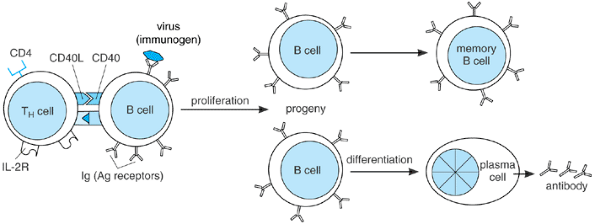 virus
(immunogen)
CD4
CD40L
CD40
T_H cell
B cell
IL-2R
Ig (Ag receptors)
proliferation
B cell
progeny
B cell
memory
B cell
differentiation
plasma
cell
antibody